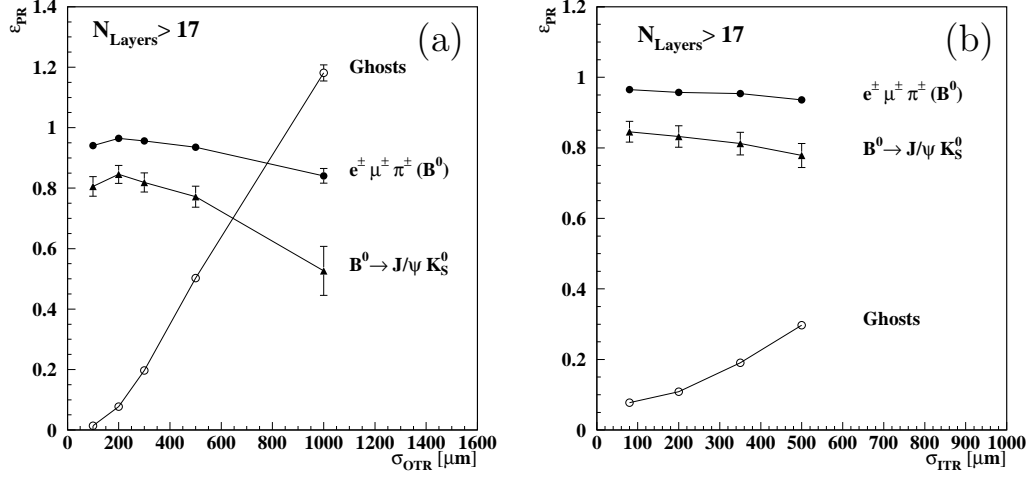 ε_PR
1.4
1.2
1
0.8
0.6
0.4
0.2
0
N_Layers > 17
(a)
Ghosts
e± μ± π± (B⁰)
B⁰ → J/ψ K⁰_S
0 200 400 600 800 1000 1200 1400 1600
σ_OTR [μm]
ε_PR
1.2
1
0.8
0.6
0.4
0.2
0
N_Layers > 17
(b)
e± μ± π± (B⁰)
B⁰ → J/ψ K⁰_S
Ghosts
0 100 200 300 400 500 600 700 800 900 1000
σ_ITR [μm]